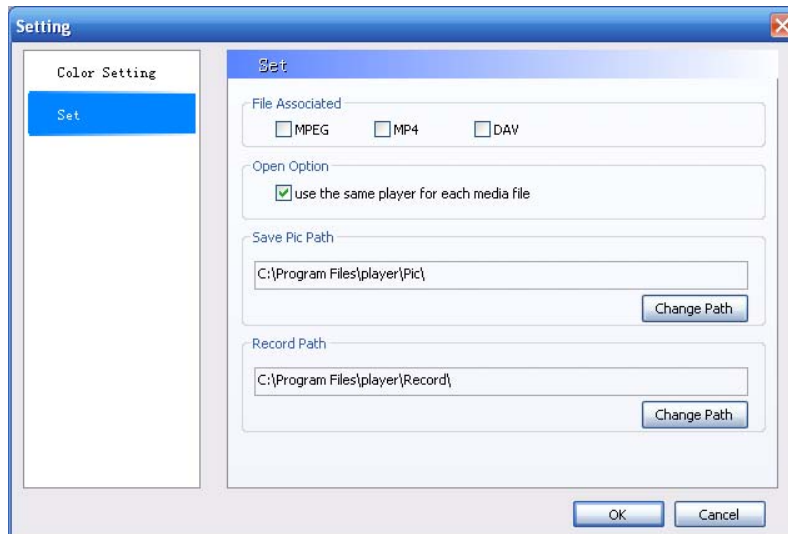 Setting
Color Setting
Set
Set
File Associated
MPEG MP4 DAV
Open Option
use the same player for each media file
Save Pic Path
C:\Program Files\player\Pic\
Change Path
Record Path
C:\Program Files\player\Record\
Change Path
OK Cancel